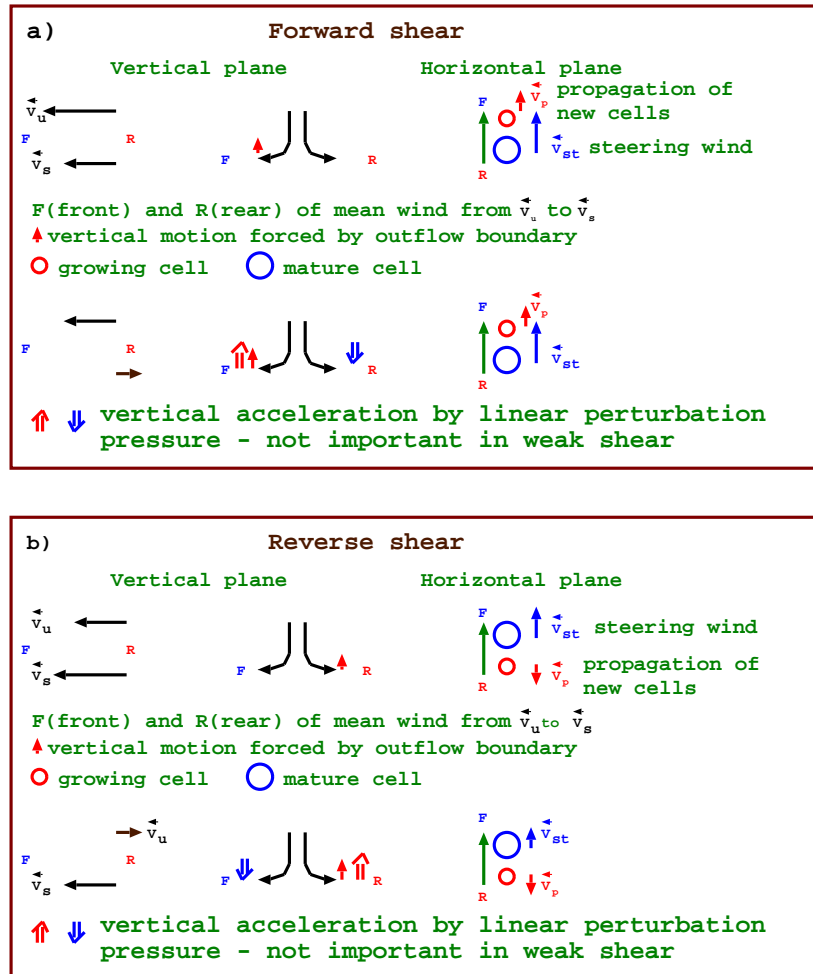 a) Forward shear
Vertical plane Horizontal plane
F v_p propagation of
v_u new cells
F R v_st steering wind
v_s F R
R
F(front) and R(rear) of mean wind from v_u to v_s
vertical motion forced by outflow boundary
growing cell mature cell
F v_p
F R v_st
F R
R
vertical acceleration by linear perturbation
pressure - not important in weak shear
b) Reverse shear
Vertical plane Horizontal plane
F
v_u v_st steering wind
F R
v_s F R v_p propagation of
R new cells
F(front) and R(rear) of mean wind from v_u to v_s
vertical motion forced by outflow boundary
growing cell mature cell
F
v_u v_st
F R
v_s F R v_p
R
vertical acceleration by linear perturbation
pressure - not important in weak shear